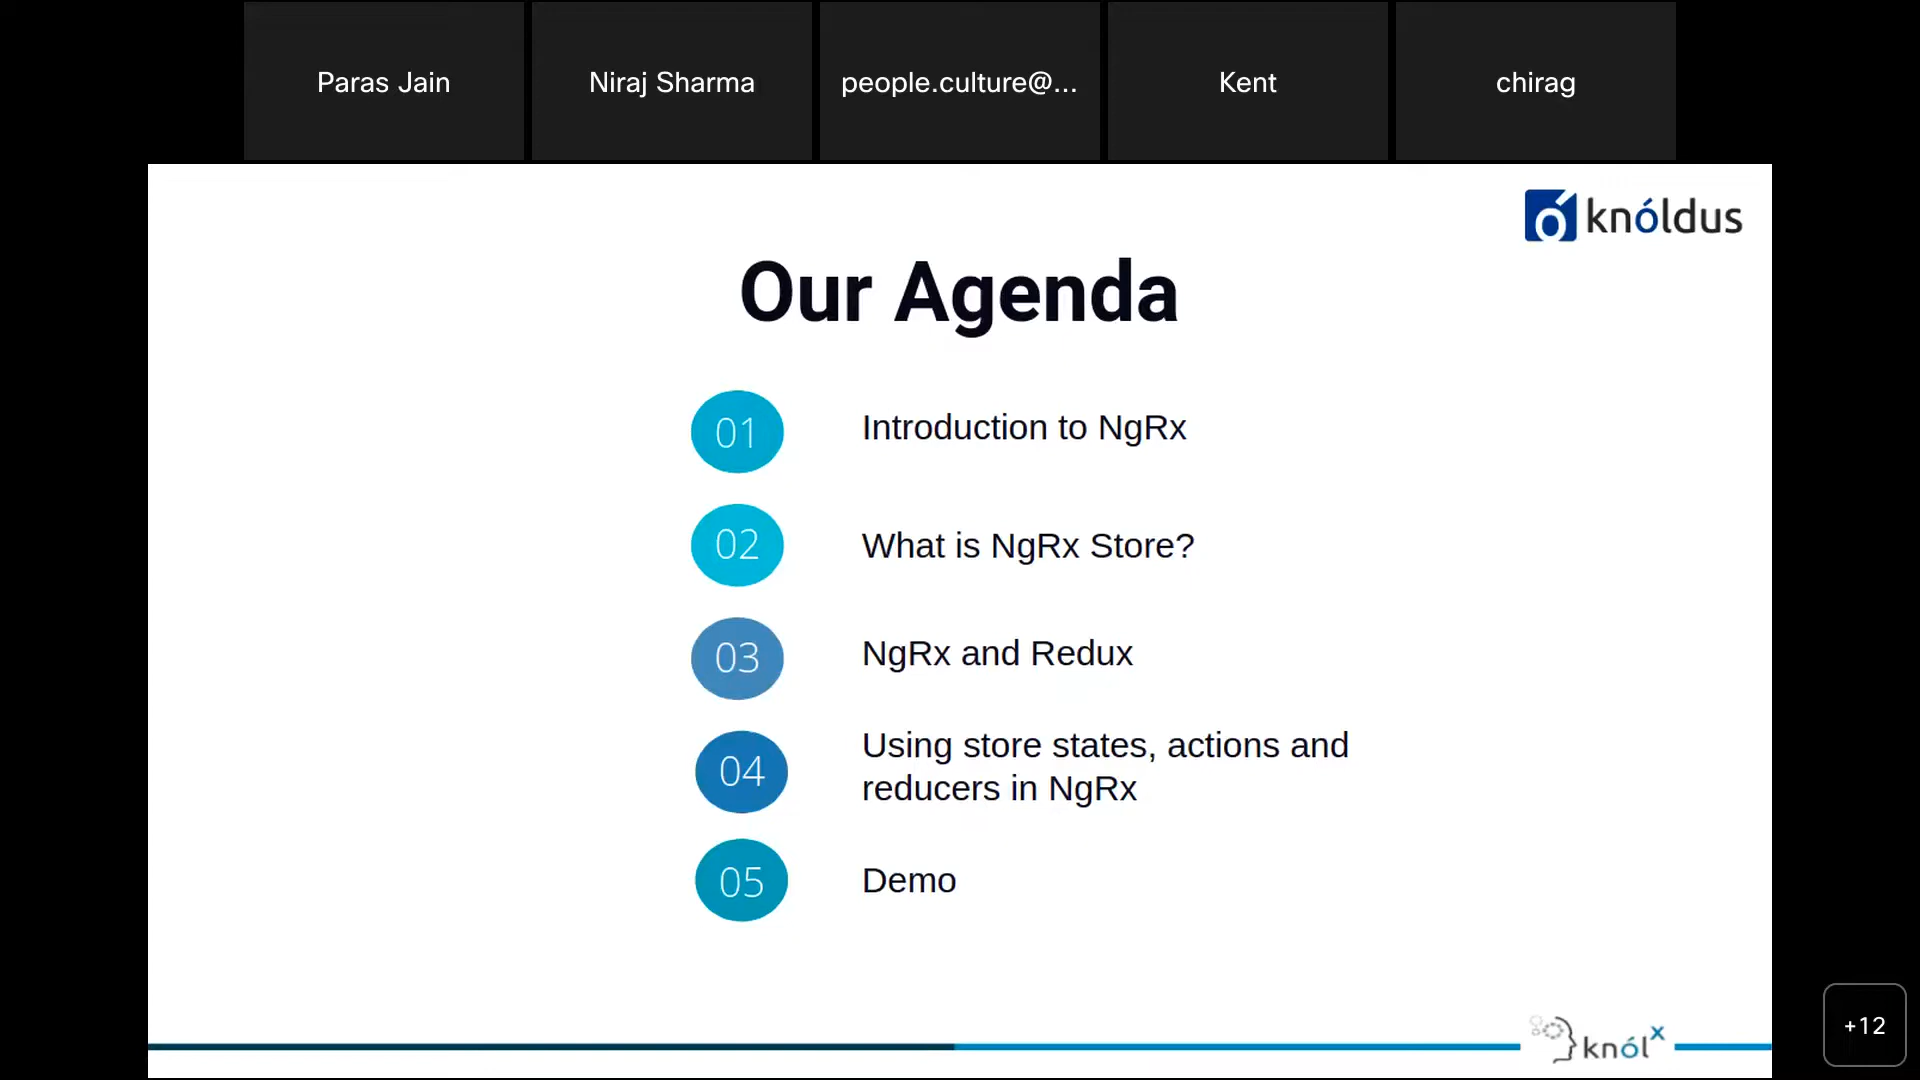 Paras Jain
Niraj Sharma
people.culture@...
Kent
chirag
knóldus
Our Agenda
01
Introduction to NgRx
02
What is NgRx Store?
03
NgRx and Redux
04
Using store states, actions and
reducers in NgRx
05
Demo
knólx
+12